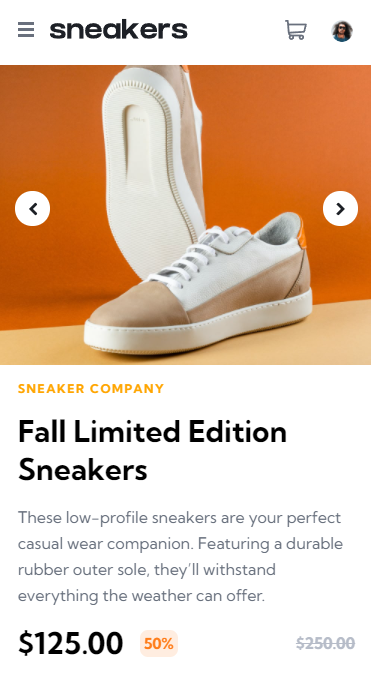 sneakers
SNEAKER COMPANY
Fall Limited Edition
Sneakers
These low-profile sneakers are your perfect
casual wear companion. Featuring a durable
rubber outer sole, they'll withstand
everything the weather can offer.
$125.00 50% $250.00